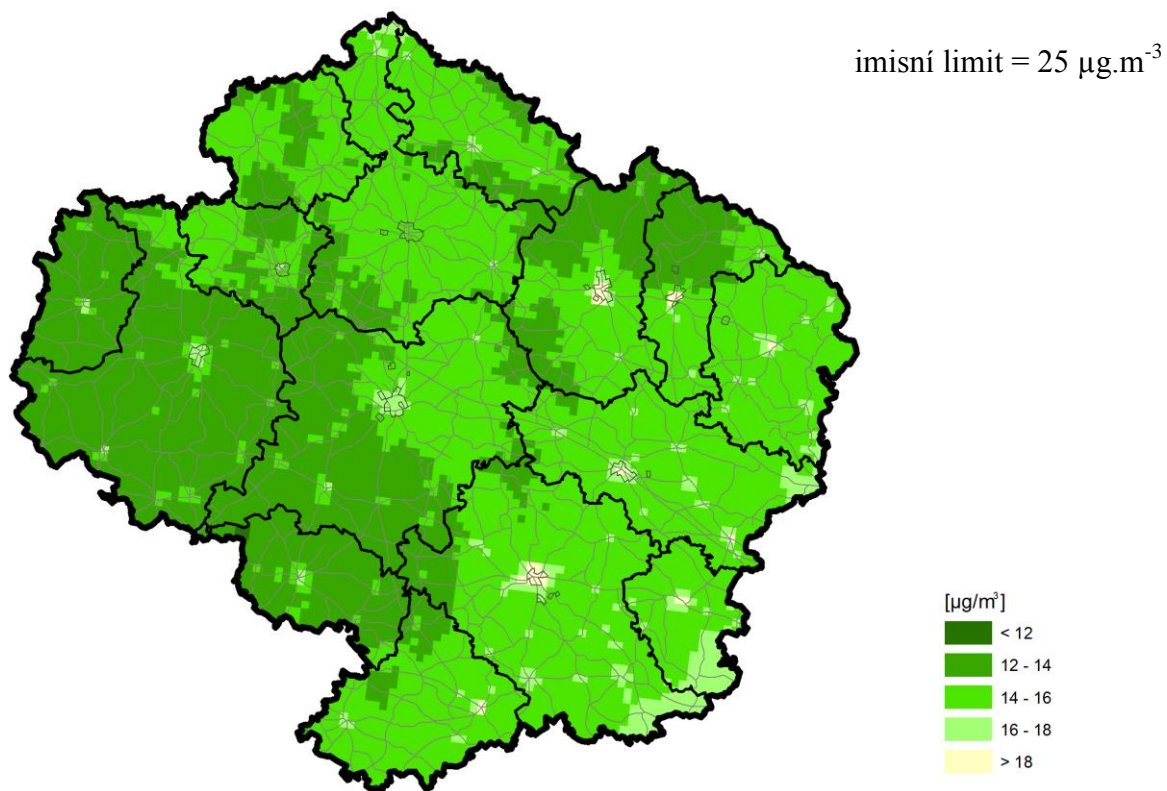 imisní limit = 25 µg.m-3
[µg/m³]
< 12
12 - 14
14 - 16
16 - 18
> 18